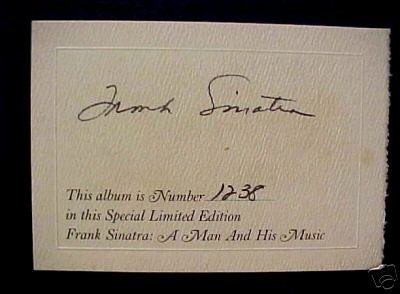 Frank Sinatra
This album is Number 1238
in this Special Limited Edition
Frank Sinatra: A Man And His Music